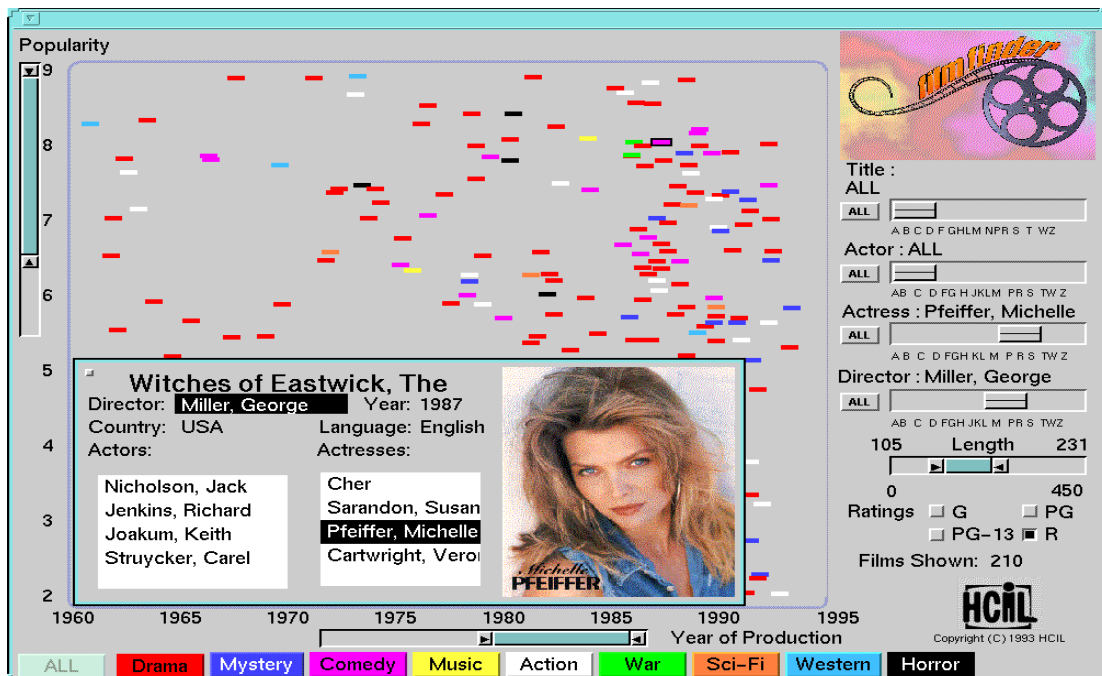 Popularity
film finder
9
8
7
6
5
4
3
2
1960 1965 1970 1975 1980 1985 1990 1995
Year of Production
Title :
ALL
ALL
A B C D F GHLM NPR S T WZ
Actor : ALL
ALL
AB C D FG H JKLM P R S TW Z
Actress : Pfeiffer, Michelle
ALL
A B C D FGH KL M P R S TW Z
Director : Miller, George
ALL
AB C D FGH JKL M P R S TWZ
105 Length 231
0 450
Ratings G PG
PG-13 R
Films Shown: 210
HCIL
Copyright (C) 1993 HCIL
Witches of Eastwick, The
Director: Miller, George Year: 1987
Country: USA Language: English
Actors: Actresses:
Nicholson, Jack
Jenkins, Richard
Joakum, Keith
Struycker, Carel
Cher
Sarandon, Susan
Pfeiffer, Michelle
Cartwright, Vero
Michelle
PFEIFFER
ALL Drama Mystery Comedy Music Action War Sci-Fi Western Horror